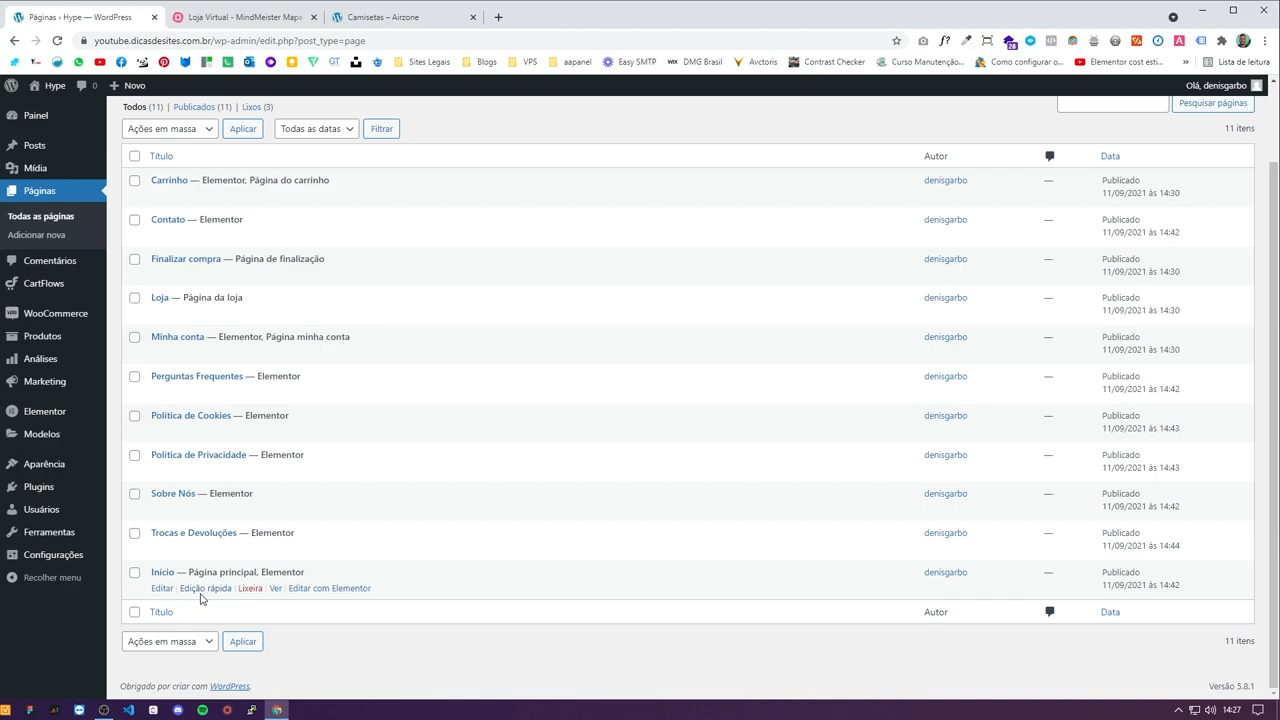 Páginas ‹ Hype — WordPress
Loja Virtual - MindMeister Mapa
Camisetas – Airzone
youtube.dicasdesites.com.br/wp-admin/edit.php?post_type=page
28
Sites Legais
Blogs
VPS
aapanel
Easy SMTP
WIX DMG Brasil
Avctoris
Contrast Checker
Curso Manutenção...
Como configurar o...
Elementor cost esti...
»
Lista de leitura
Hype
0
Novo
Olá, denisgarbo
Painel
Posts
Mídia
Páginas
Todas as páginas
Adicionar nova
Comentários
CartFlows
WooCommerce
Produtos
Análises
Marketing
Elementor
Modelos
Aparência
Plugins
Usuários
Ferramentas
Configurações
Recolher menu
Todos (11) | Publicados (11) | Lixos (3)
Pesquisar páginas
Ações em massa
Aplicar
Todas as datas
Filtrar
11 itens
Título Autor Data
Carrinho — Elementor, Página do carrinho denisgarbo — Publicado
11/09/2021 às 14:30
Contato — Elementor denisgarbo — Publicado
11/09/2021 às 14:42
Finalizar compra — Página de finalização denisgarbo — Publicado
11/09/2021 às 14:30
Loja — Página da loja denisgarbo — Publicado
11/09/2021 às 14:30
Minha conta — Elementor, Página minha conta denisgarbo — Publicado
11/09/2021 às 14:30
Perguntas Frequentes — Elementor denisgarbo — Publicado
11/09/2021 às 14:42
Política de Cookies — Elementor denisgarbo — Publicado
11/09/2021 às 14:43
Política de Privacidade — Elementor denisgarbo — Publicado
11/09/2021 às 14:43
Sobre Nós — Elementor denisgarbo — Publicado
11/09/2021 às 14:42
Trocas e Devoluções — Elementor denisgarbo — Publicado
11/09/2021 às 14:44
Início — Página principal, Elementor denisgarbo — Publicado
Editar | Edição rápida | Lixeira | Ver | Editar com Elementor 11/09/2021 às 14:42
Título Autor Data
Ações em massa
Aplicar
11 itens
Obrigado por criar com WordPress.
Versão 5.8.1
14:27